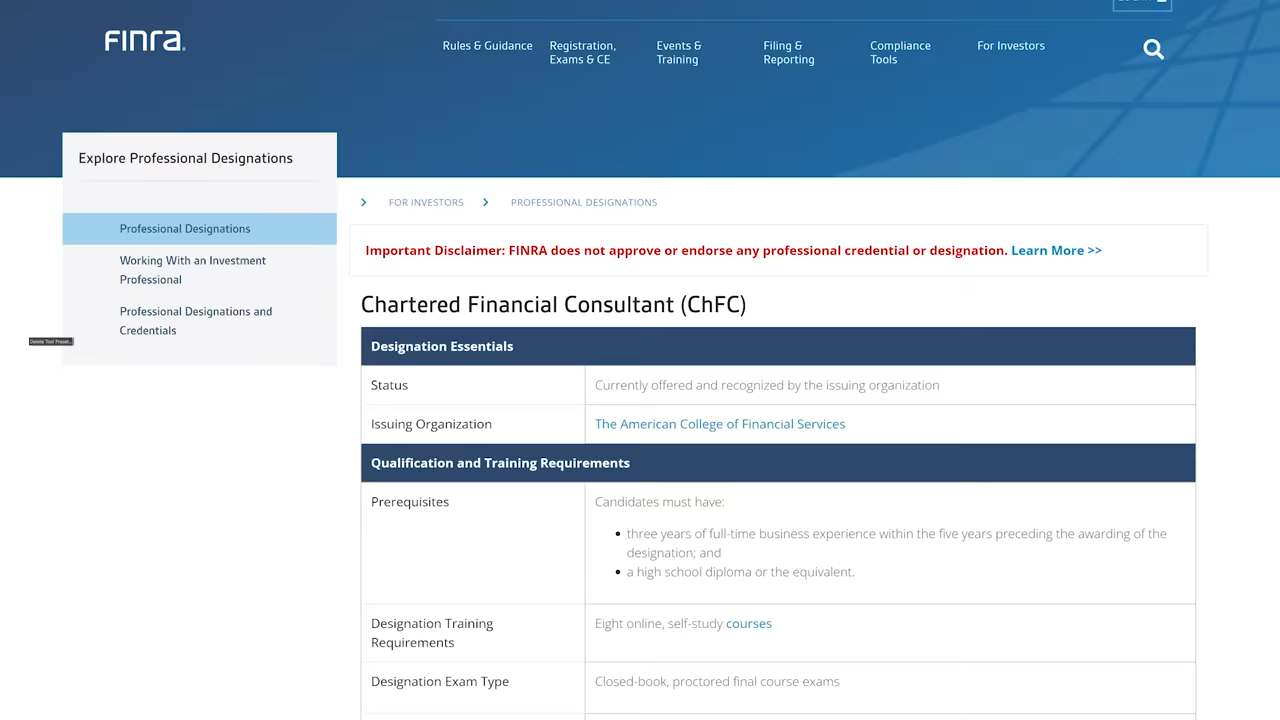 finra
Rules & Guidance
Registration,
Exams & CE
Events &
Training
Filing &
Reporting
Compliance
Tools
For Investors
Explore Professional Designations
Professional Designations
Working With an Investment
Professional
Professional Designations and
Credentials
Delete Tool Preset...
FOR INVESTORS
PROFESSIONAL DESIGNATIONS
Important Disclaimer: FINRA does not approve or endorse any professional credential or designation. Learn More >>
Chartered Financial Consultant (ChFC)
Designation Essentials
Status
Currently offered and recognized by the issuing organization
Issuing Organization
The American College of Financial Services
Qualification and Training Requirements
Prerequisites
Candidates must have:
• three years of full-time business experience within the five years preceding the awarding of the
designation; and
• a high school diploma or the equivalent.
Designation Training
Requirements
Eight online, self-study courses
Designation Exam Type
Closed-book, proctored final course exams